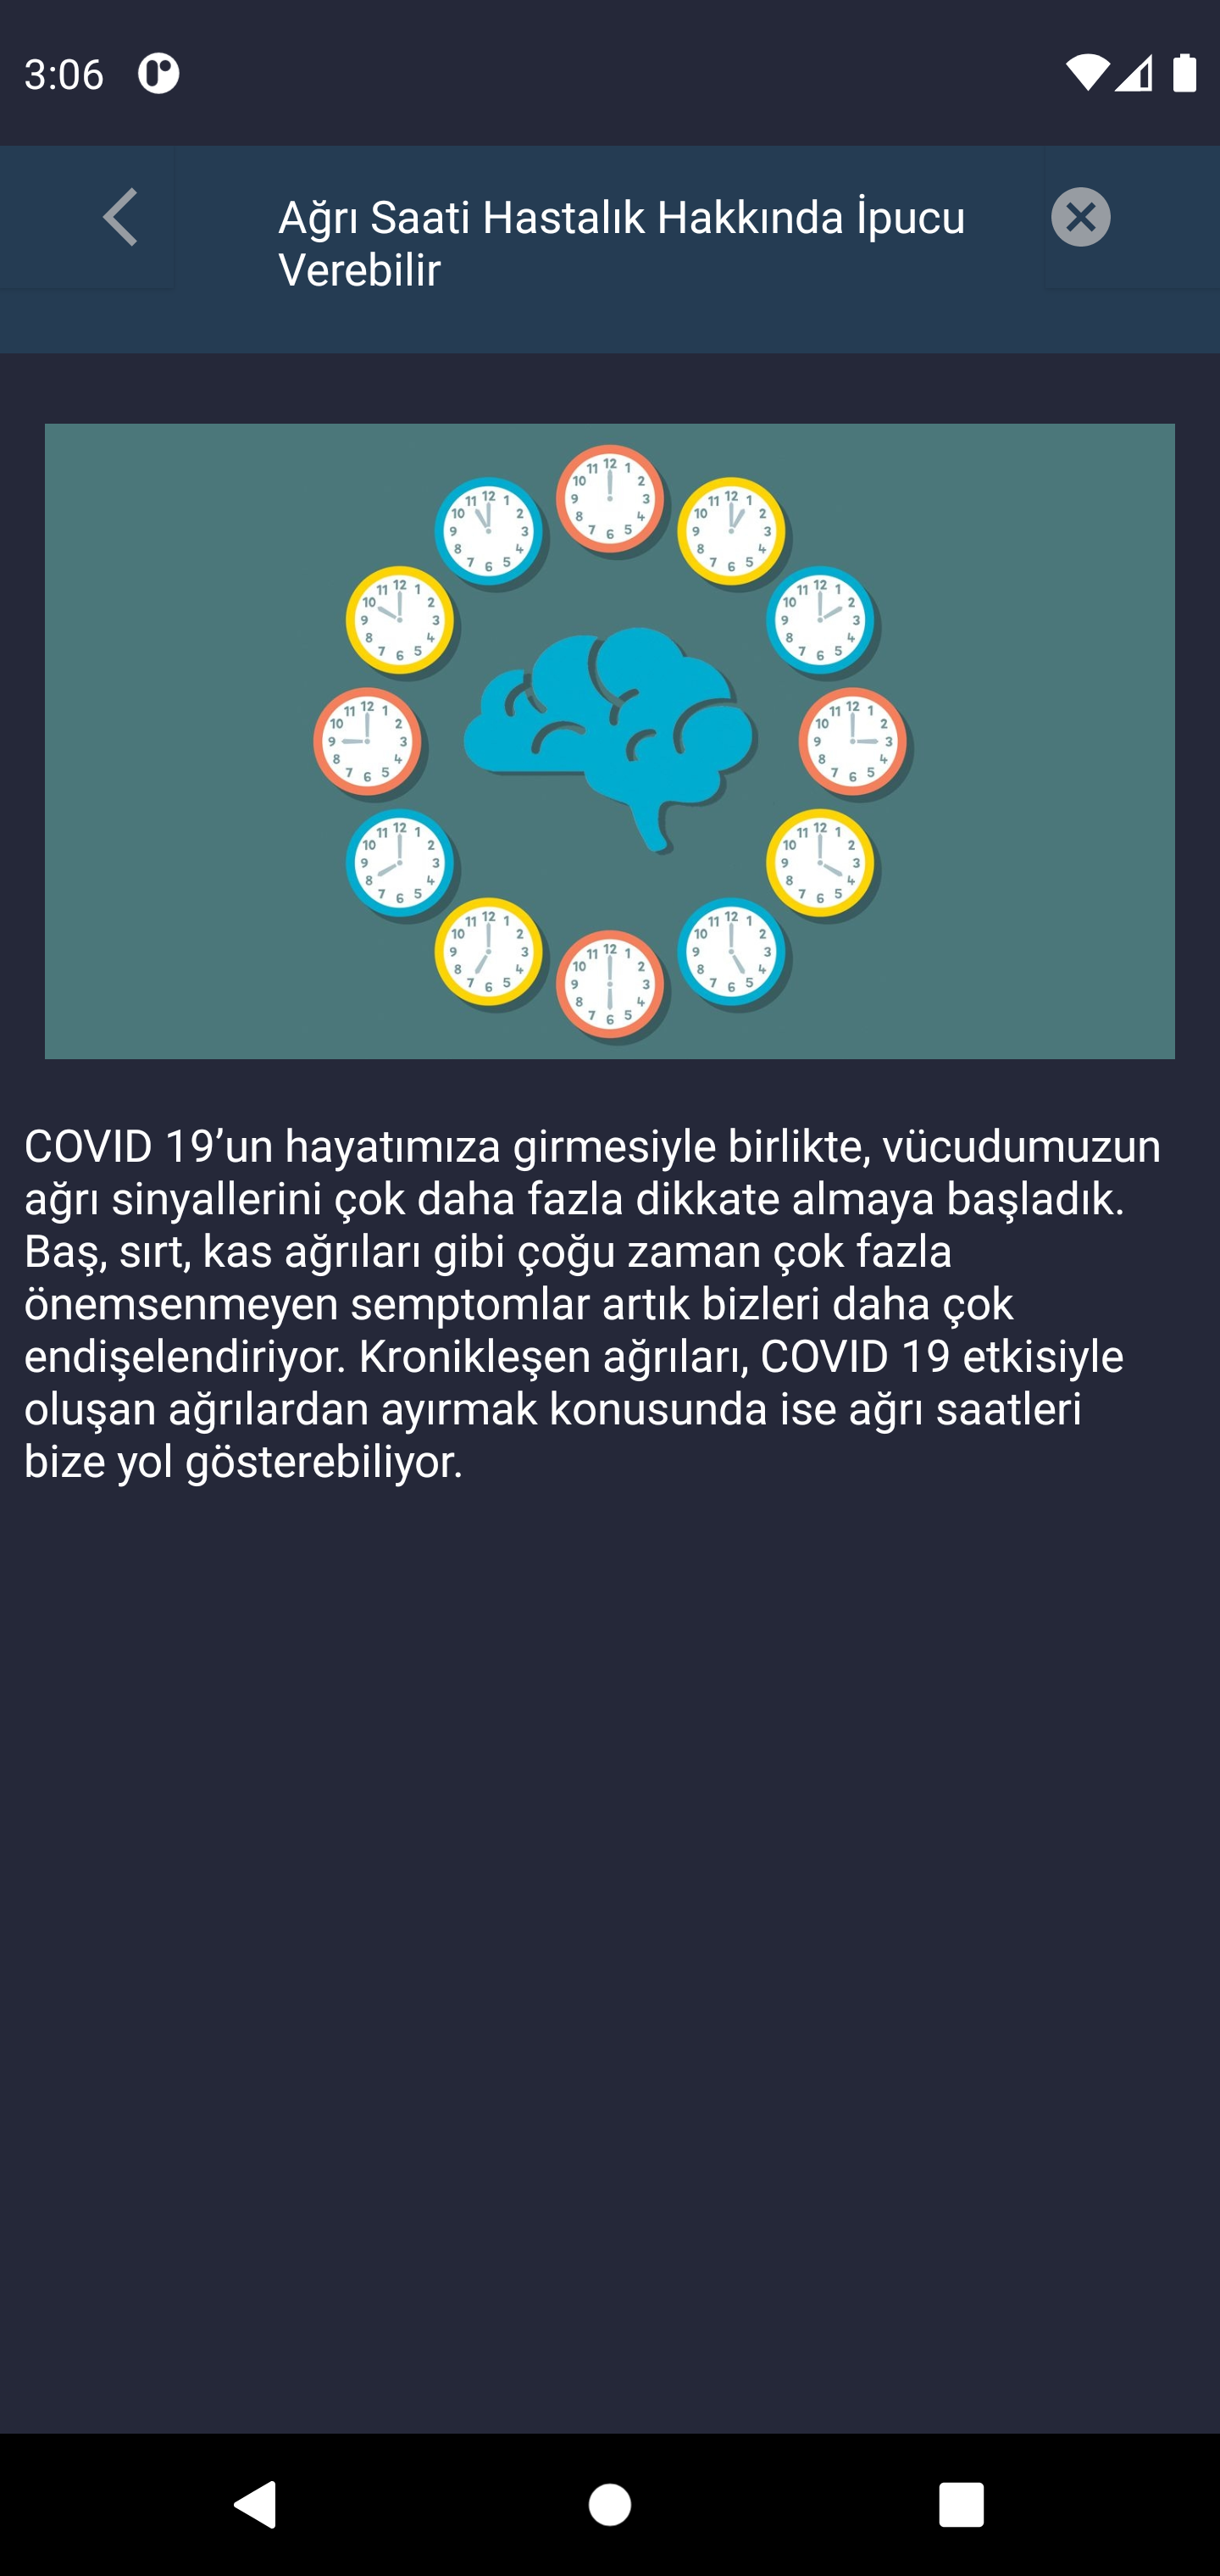 3:06
Ağrı Saati Hastalık Hakkında İpucu
Verebilir
COVID 19’un hayatımıza girmesiyle birlikte, vücudumuzun
ağrı sinyallerini çok daha fazla dikkate almaya başladık.
Baş, sırt, kas ağrıları gibi çoğu zaman çok fazla
önemsenmeyen semptomlar artık bizleri daha çok
endişelendiriyor. Kronikleşen ağrıları, COVID 19 etkisiyle
oluşan ağrılardan ayırmak konusunda ise ağrı saatleri
bize yol gösterebiliyor.